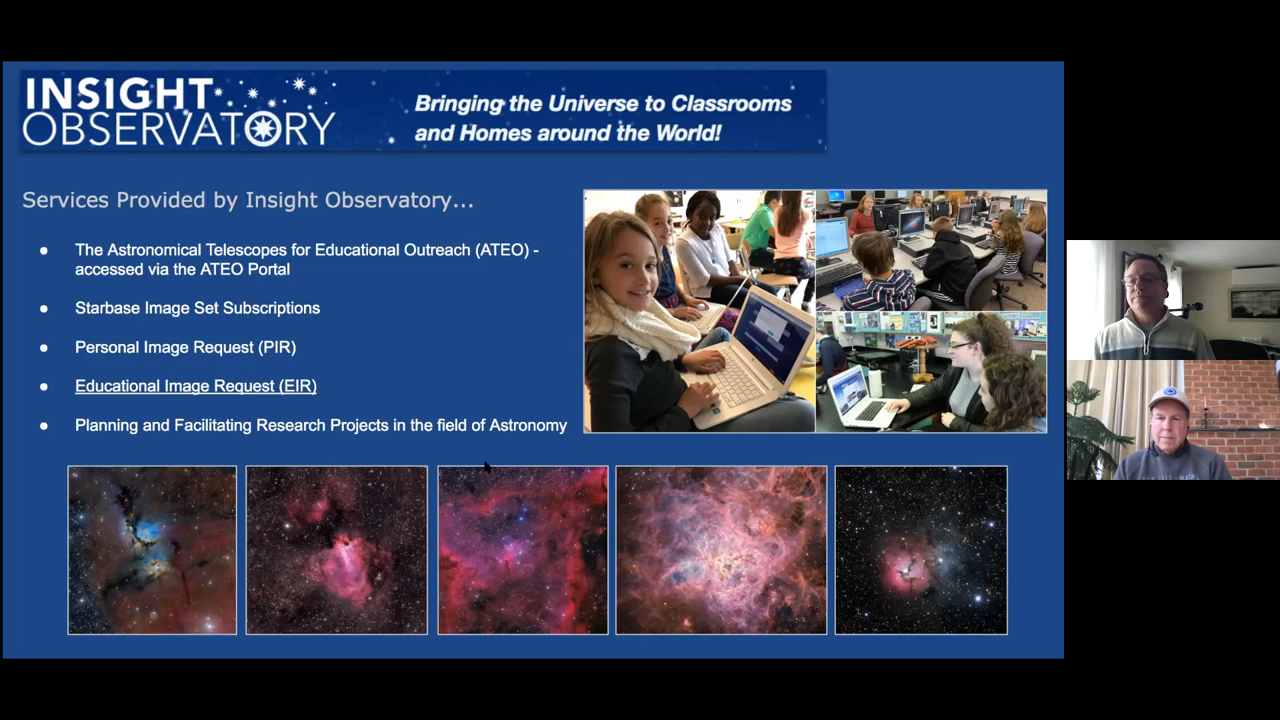 INSIGHT
OBSERVATORY
Bringing the Universe to Classrooms
and Homes around the World!
Services Provided by Insight Observatory...
● The Astronomical Telescopes for Educational Outreach (ATEO) -
accessed via the ATEO Portal
● Starbase Image Set Subscriptions
● Personal Image Request (PIR)
● Educational Image Request (EIR)
● Planning and Facilitating Research Projects in the field of Astronomy